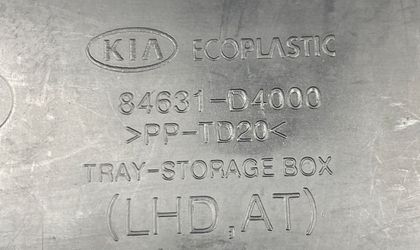 KIA ECOPLASTIC
84631-D4000
>PP-TD20<
TRAY-STORAGE BOX
(LHD,AT)